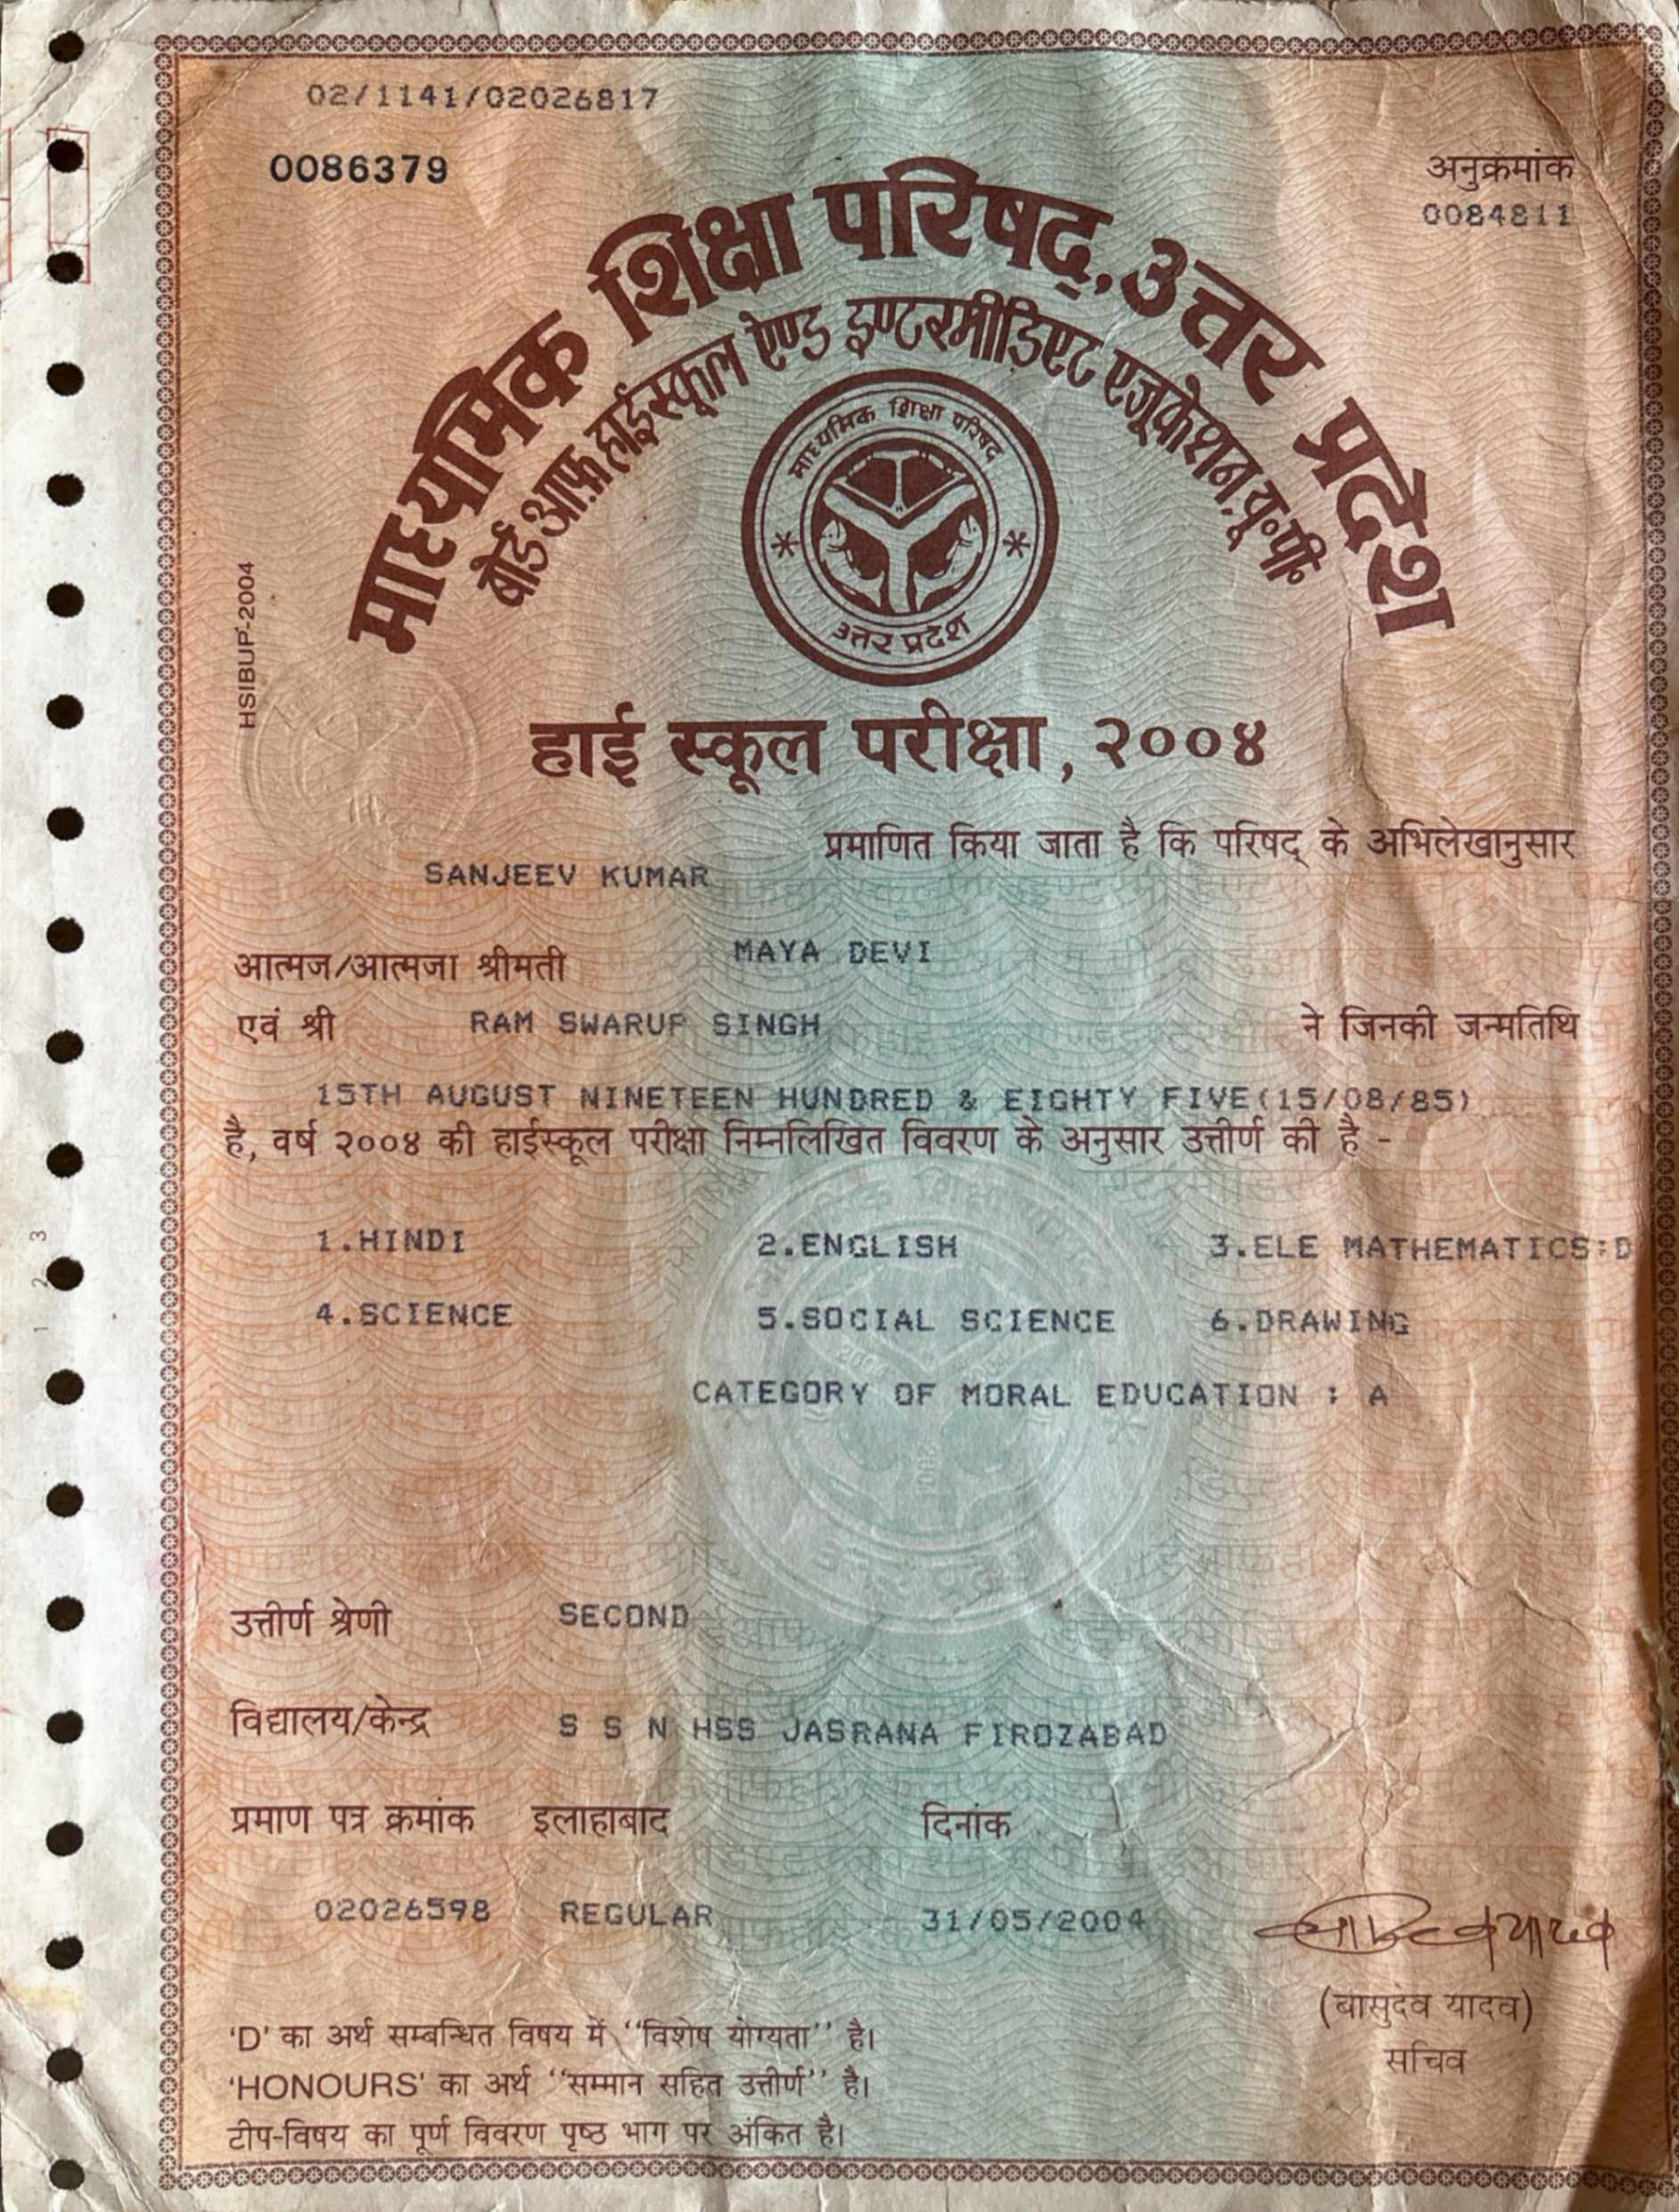 02/1141/02026817
0086379
अनुक्रमांक
0084811
माध्यमिक शिक्षा परिषद्, उत्तर प्रदेश
बोर्ड आफ़ हाईस्कूल ऐण्ड इण्टरमीडिएट एजूकेशन, यू॰पी॰
माध्यमिक शिक्षा परिषद
उत्तर प्रदेश
HSIBUP-2004
हाई स्कूल परीक्षा, २००४
प्रमाणित किया जाता है कि परिषद् के अभिलेखानुसार
SANJEEV KUMAR
आत्मज/आत्मजा श्रीमती MAYA DEVI
एवं श्री RAM SWARUP SINGH ने जिनकी जन्मतिथि
15TH AUGUST NINETEEN HUNDRED & EIGHTY FIVE(15/08/85)
है, वर्ष २००४ की हाईस्कूल परीक्षा निम्नलिखित विवरण के अनुसार उत्तीर्ण की है -
1.HINDI 2.ENGLISH 3.ELE MATHEMATICS:D
4.SCIENCE 5.SOCIAL SCIENCE 6.DRAWING
CATEGORY OF MORAL EDUCATION : A
उत्तीर्ण श्रेणी SECOND
विद्यालय/केन्द्र S S N HSS JASRANA FIROZABAD
प्रमाण पत्र क्रमांक इलाहाबाद दिनांक
02026598 REGULAR 31/05/2004
(बासुदेव यादव)
सचिव
'D' का अर्थ सम्बन्धित विषय में ''विशेष योग्यता'' है।
'HONOURS' का अर्थ ''सम्मान सहित उत्तीर्ण'' है।
टीप-विषय का पूर्ण विवरण पृष्ठ भाग पर अंकित है।
1 2 3